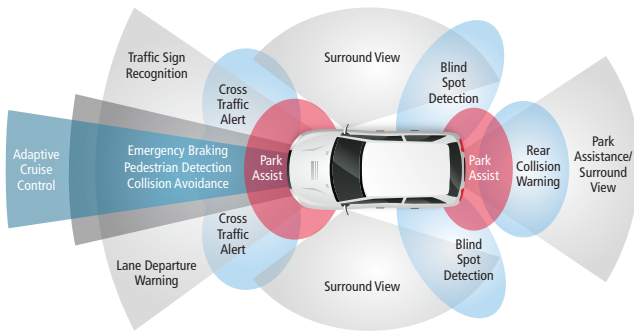 Traffic Sign
Recognition
Cross
Traffic
Alert
Surround View
Blind
Spot
Detection
Adaptive
Cruise
Control
Emergency Braking
Pedestrian Detection
Collision Avoidance
Park
Assist
Park
Assist
Rear
Collision
Warning
Park
Assistance/
Surround
View
Cross
Traffic
Alert
Lane Departure
Warning
Surround View
Blind
Spot
Detection